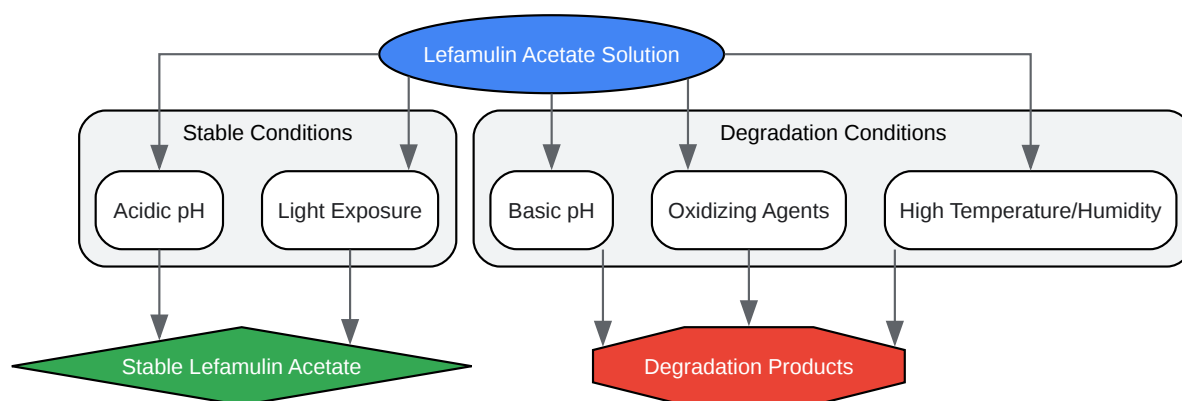 Lefamulin Acetate Solution
Stable Conditions
Degradation Conditions
Acidic pH
Light Exposure
Basic pH
Oxidizing Agents
High Temperature/Humidity
Stable Lefamulin Acetate
Degradation Products